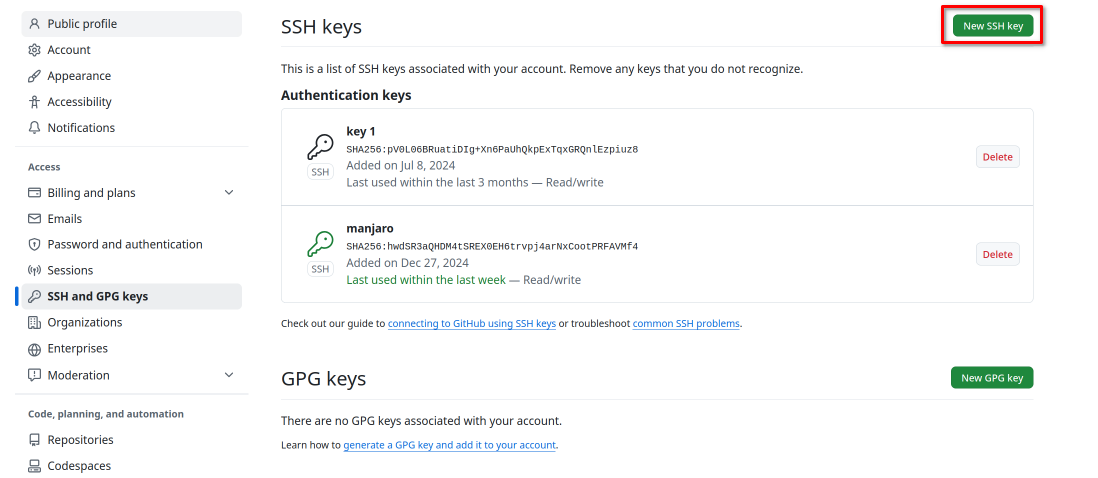 Public profile
Account
Appearance
Accessibility
Notifications
Access
Billing and plans
Emails
Password and authentication
Sessions
SSH and GPG keys
Organizations
Enterprises
Moderation
Code, planning, and automation
Repositories
Codespaces
SSH keys
New SSH key
This is a list of SSH keys associated with your account. Remove any keys that you do not recognize.
Authentication keys
key 1
SHA256:pV0L06BRuatiDIg+Xn6PaUhQkpExTqxGRQnlEzpiuz8
SSH
Added on Jul 8, 2024
Last used within the last 3 months — Read/write
Delete
manjaro
SHA256:hwdSR3aQHDM4tSREX0EH6trvpj4arNxCootPRFAVMf4
SSH
Added on Dec 27, 2024
Last used within the last week — Read/write
Delete
Check out our guide to connecting to GitHub using SSH keys or troubleshoot common SSH problems.
GPG keys
New GPG key
There are no GPG keys associated with your account.
Learn how to generate a GPG key and add it to your account.